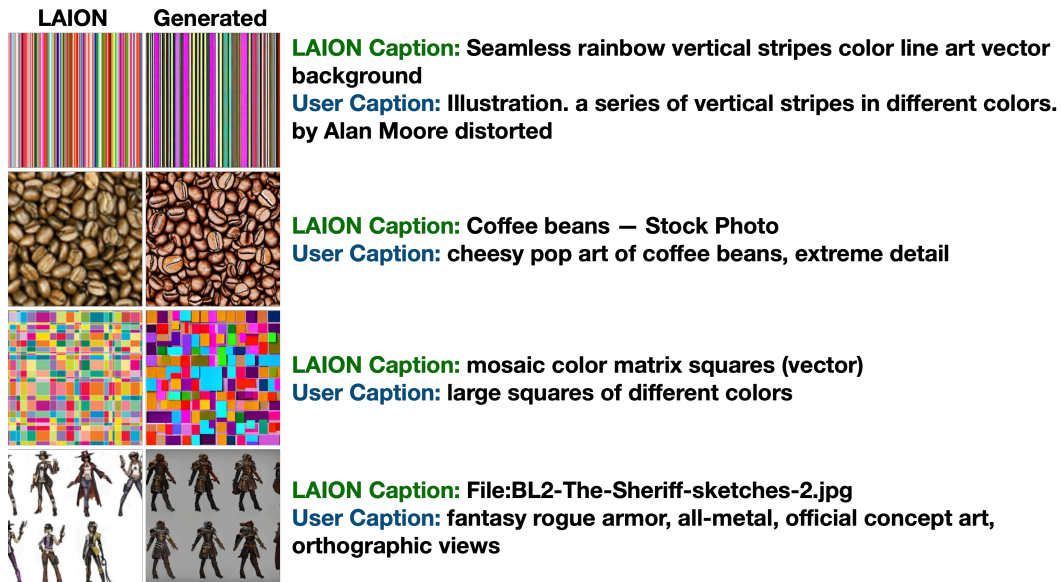 LAION Generated
LAION Caption: Seamless rainbow vertical stripes color line art vector
background
User Caption: Illustration. a series of vertical stripes in different colors.
by Alan Moore distorted
LAION Caption: Coffee beans — Stock Photo
User Caption: cheesy pop art of coffee beans, extreme detail
LAION Caption: mosaic color matrix squares (vector)
User Caption: large squares of different colors
LAION Caption: File:BL2-The-Sheriff-sketches-2.jpg
User Caption: fantasy rogue armor, all-metal, official concept art,
orthographic views